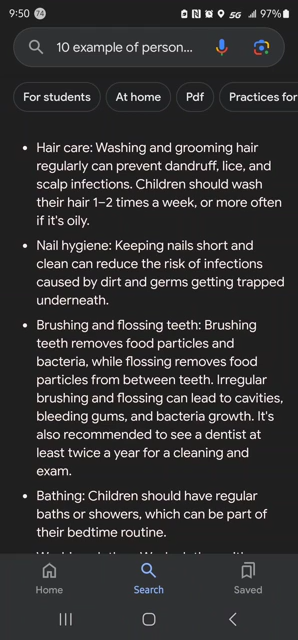 9:50 74 5G 97%
10 example of person...
For students At home Pdf Practices for
• Hair care: Washing and grooming hair
regularly can prevent dandruff, lice, and
scalp infections. Children should wash
their hair 1–2 times a week, or more often
if it's oily.
• Nail hygiene: Keeping nails short and
clean can reduce the risk of infections
caused by dirt and germs getting trapped
underneath.
• Brushing and flossing teeth: Brushing
teeth removes food particles and
bacteria, while flossing removes food
particles from between teeth. Irregular
brushing and flossing can lead to cavities,
bleeding gums, and bacteria growth. It's
also recommended to see a dentist at
least twice a year for a cleaning and
exam.
• Bathing: Children should have regular
baths or showers, which can be part of
their bedtime routine.
Home Search Saved